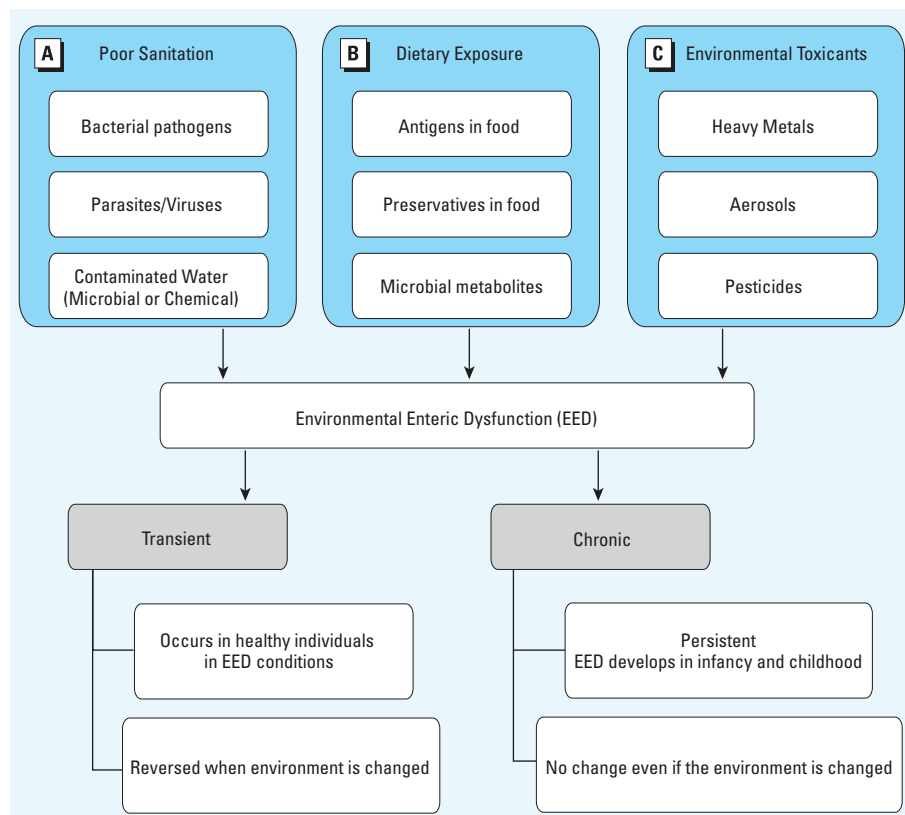 A Poor Sanitation
Bacterial pathogens
Parasites/Viruses
Contaminated Water
(Microbial or Chemical)
B Dietary Exposure
Antigens in food
Preservatives in food
Microbial metabolites
C Environmental Toxicants
Heavy Metals
Aerosols
Pesticides
Environmental Enteric Dysfunction (EED)
Transient
Occurs in healthy individuals
in EED conditions
Reversed when environment is changed
Chronic
Persistent
EED develops in infancy and childhood
No change even if the environment is changed